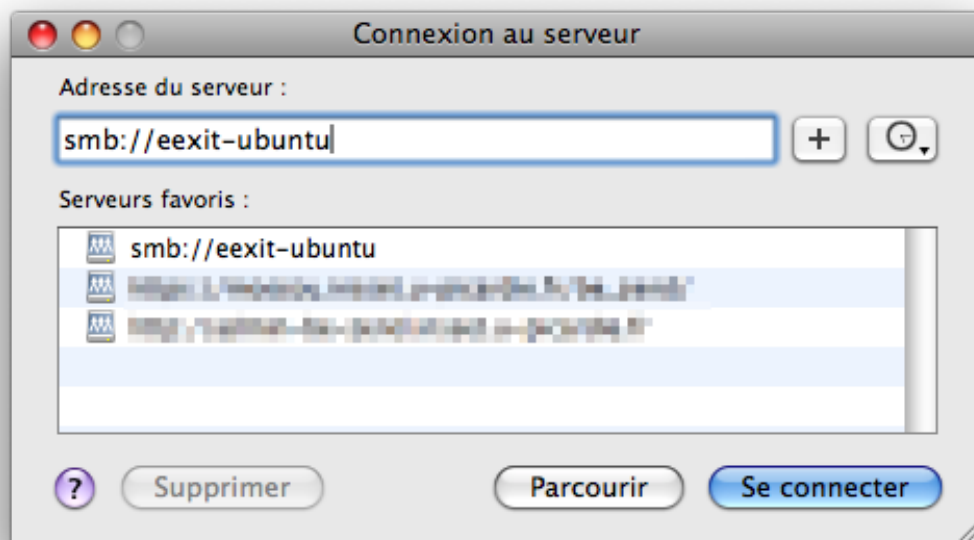 Connexion au serveur
Adresse du serveur :
smb://eexit-ubuntu
+
Serveurs favoris :
smb://eexit-ubuntu
?
Supprimer
Parcourir
Se connecter